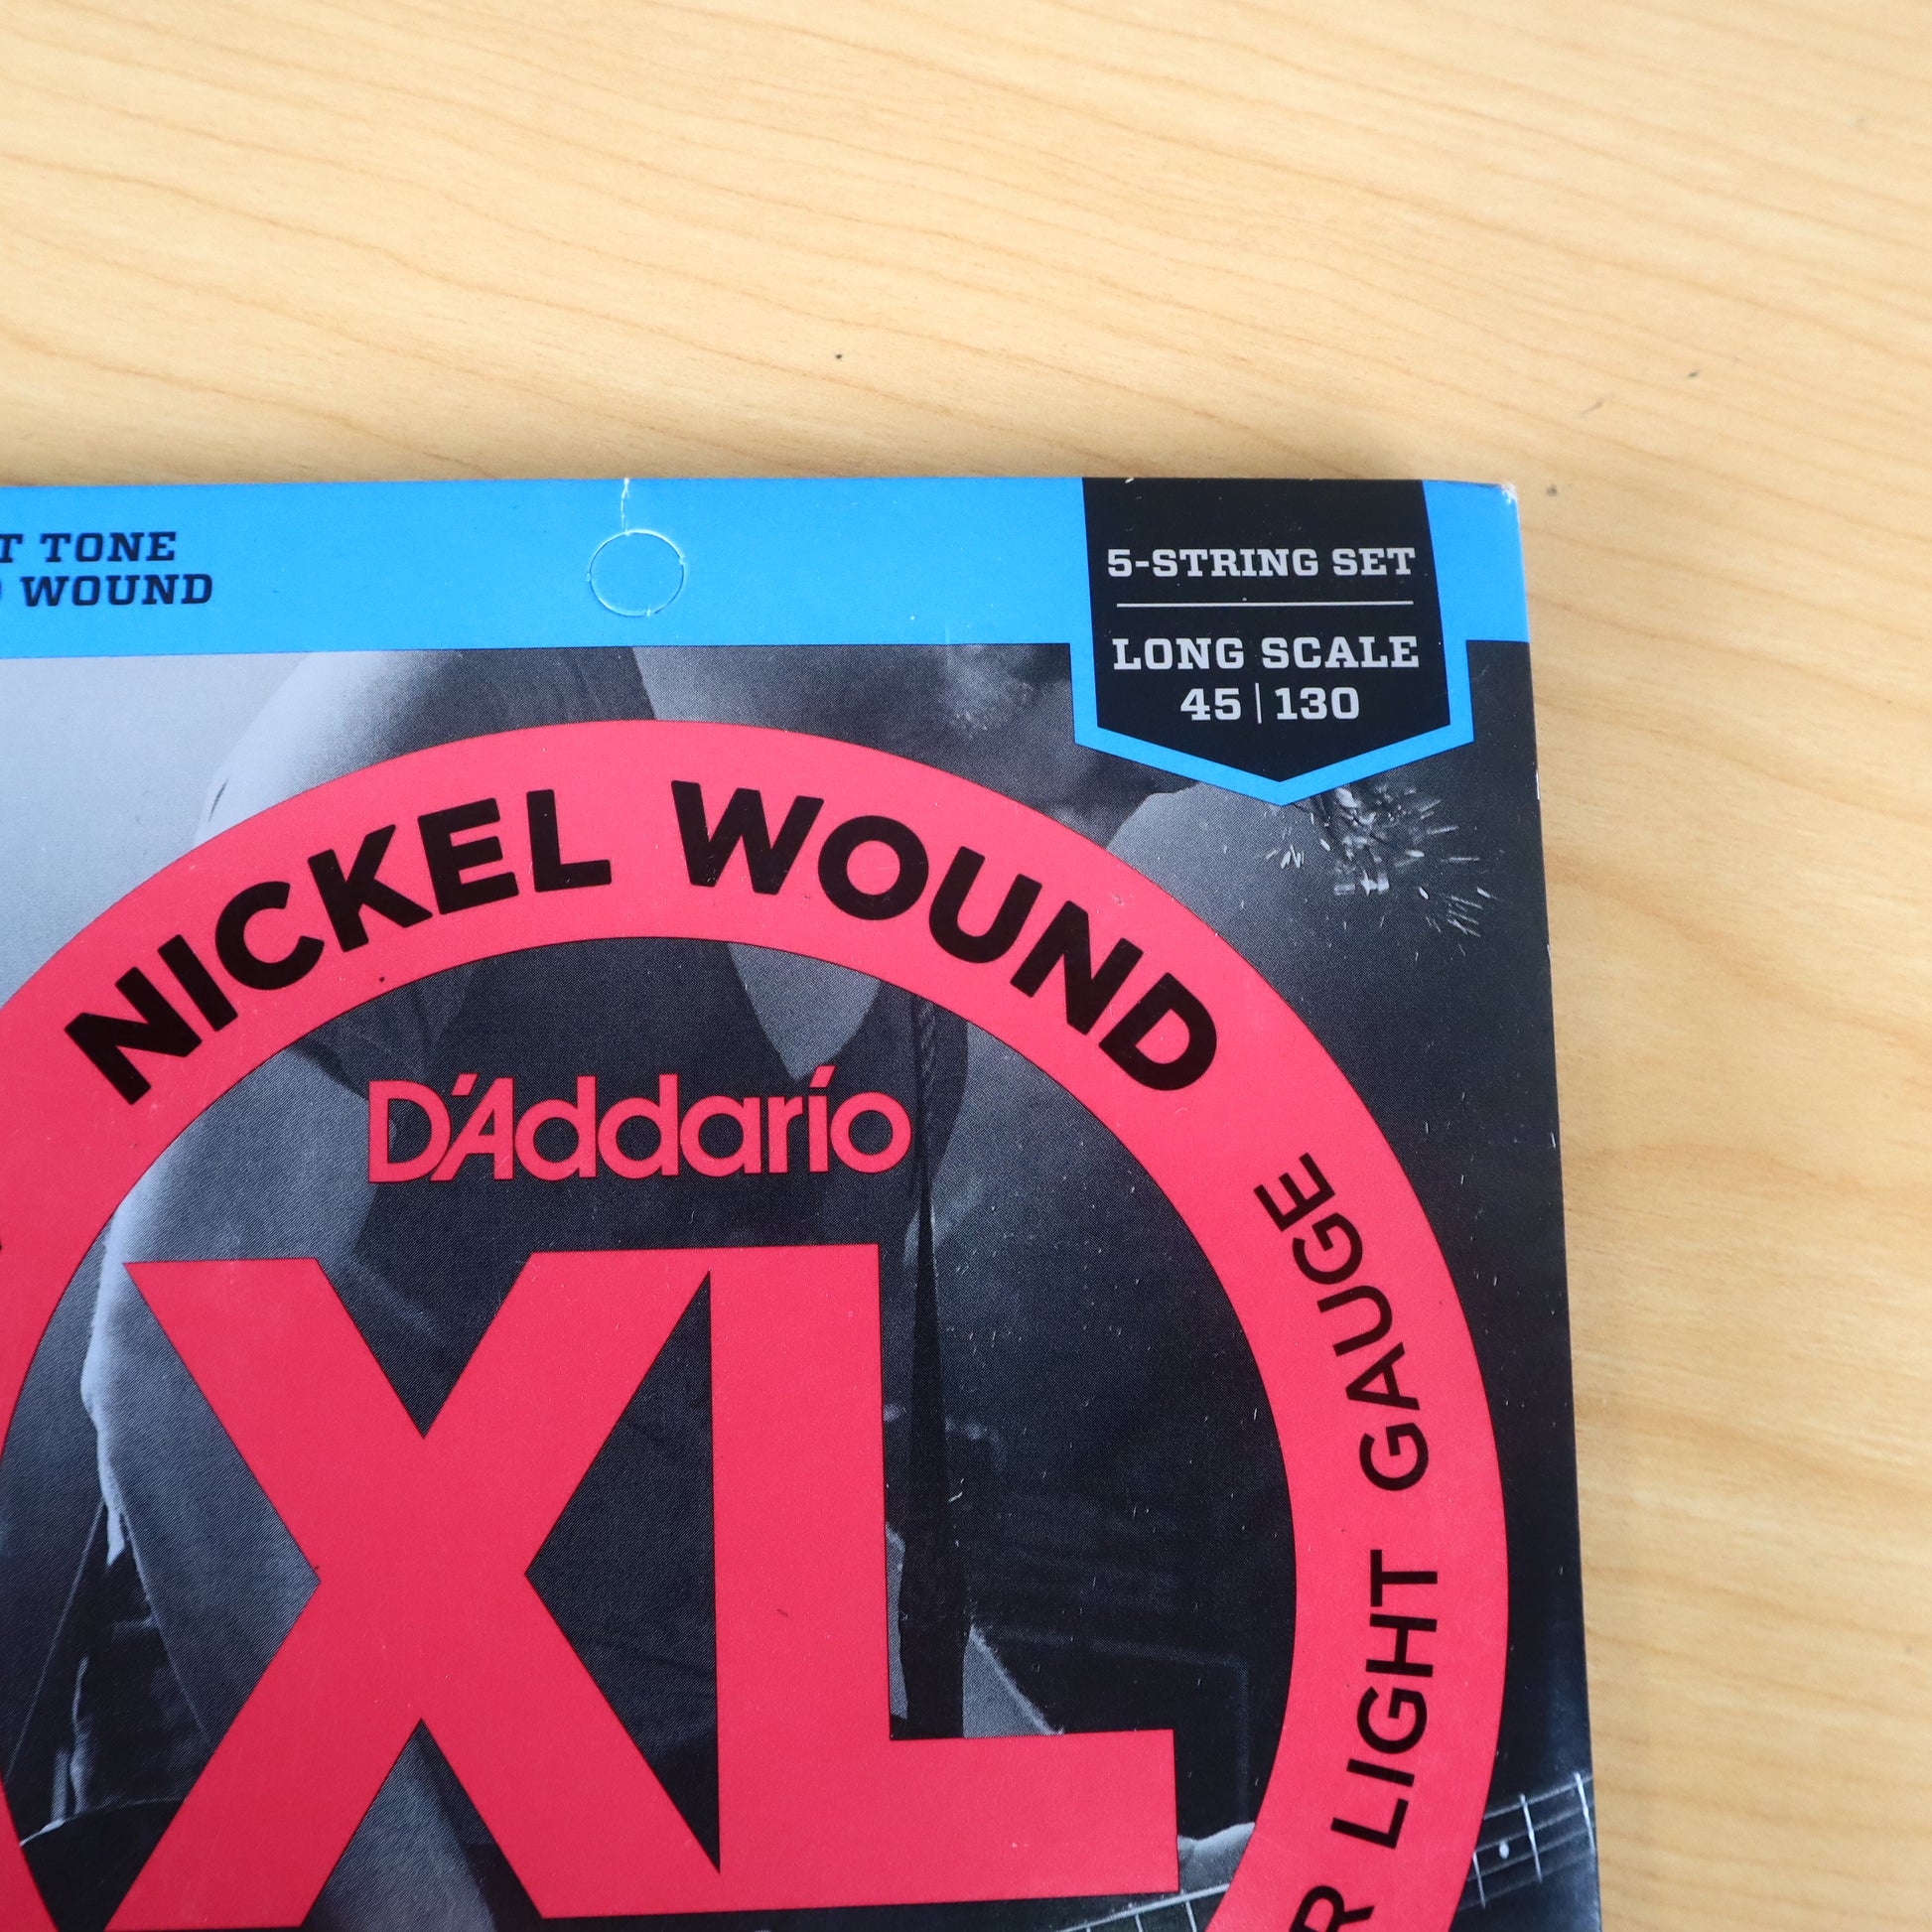 T TONE
WOUND
5-STRING SET
LONG SCALE
45 | 130
NICKEL WOUND
D'Addario
XL
R LIGHT GAUGE